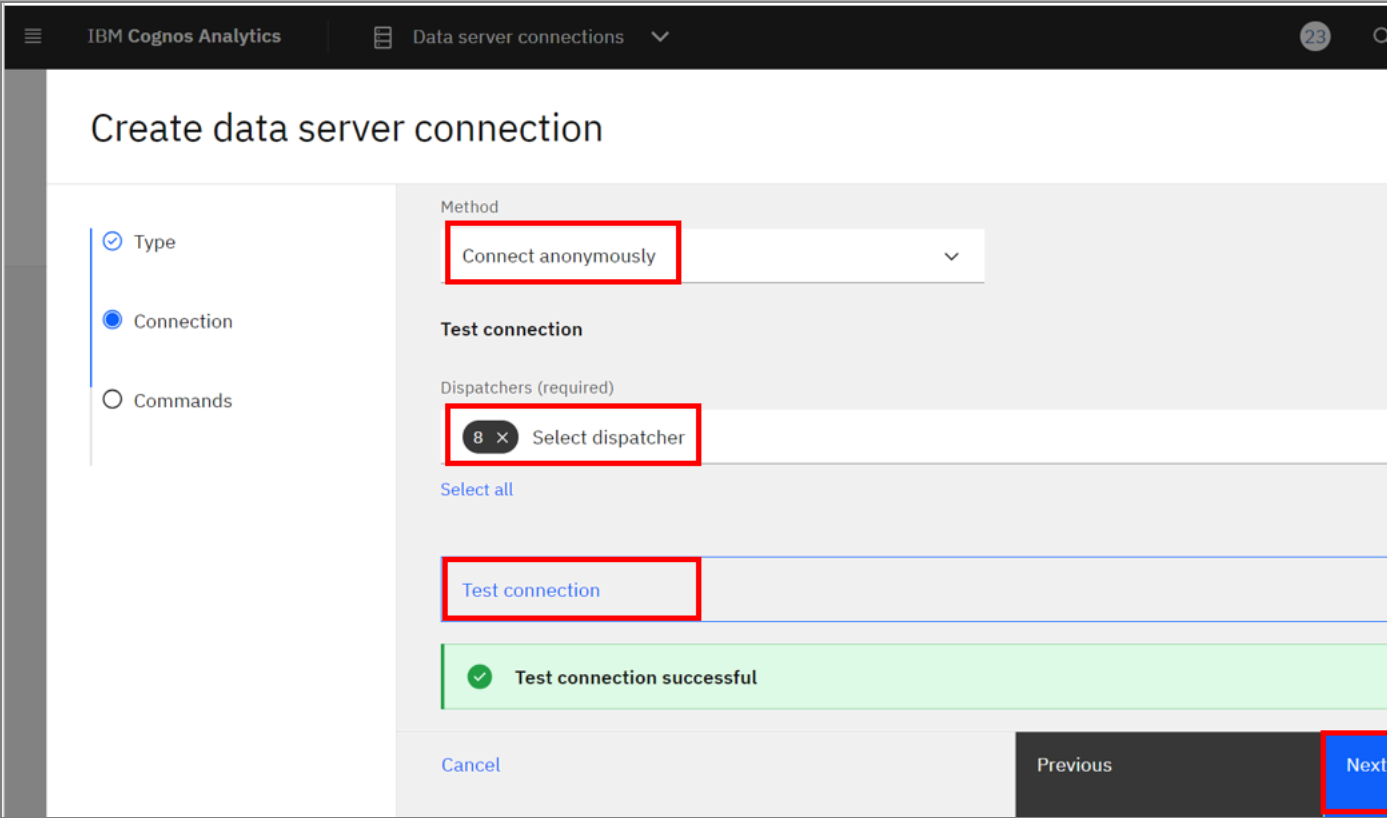 IBM Cognos Analytics
Data server connections
23
Create data server connection
Type
Connection
Commands
Method
Connect anonymously
Test connection
Dispatchers (required)
8 × Select dispatcher
Select all
Test connection
Test connection successful
Cancel
Previous
Next